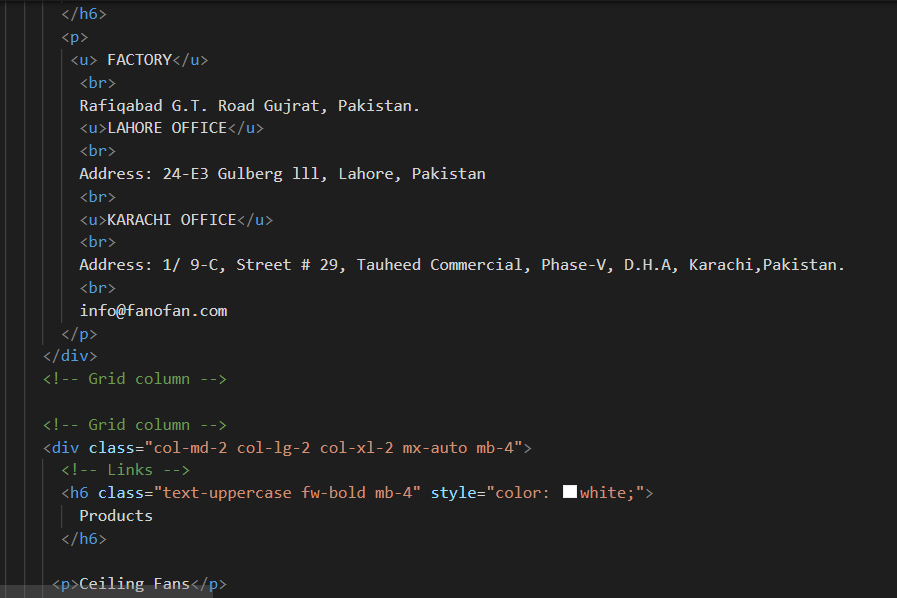 </h6>
<p>
<u> FACTORY</u>
<br>
Rafiqabad G.T. Road Gujrat, Pakistan.
<u>LAHORE OFFICE</u>
<br>
Address: 24-E3 Gulberg lll, Lahore, Pakistan
<br>
<u>KARACHI OFFICE</u>
<br>
Address: 1/ 9-C, Street # 29, Tauheed Commercial, Phase-V, D.H.A, Karachi,Pakistan.
<br>
info@fanofan.com
</p>
</div>
<!-- Grid column -->
<!-- Grid column -->
<div class="col-md-2 col-lg-2 col-xl-2 mx-auto mb-4">
<!-- Links -->
<h6 class="text-uppercase fw-bold mb-4" style="color: white;">
Products
</h6>
<p>Ceiling Fans</p>